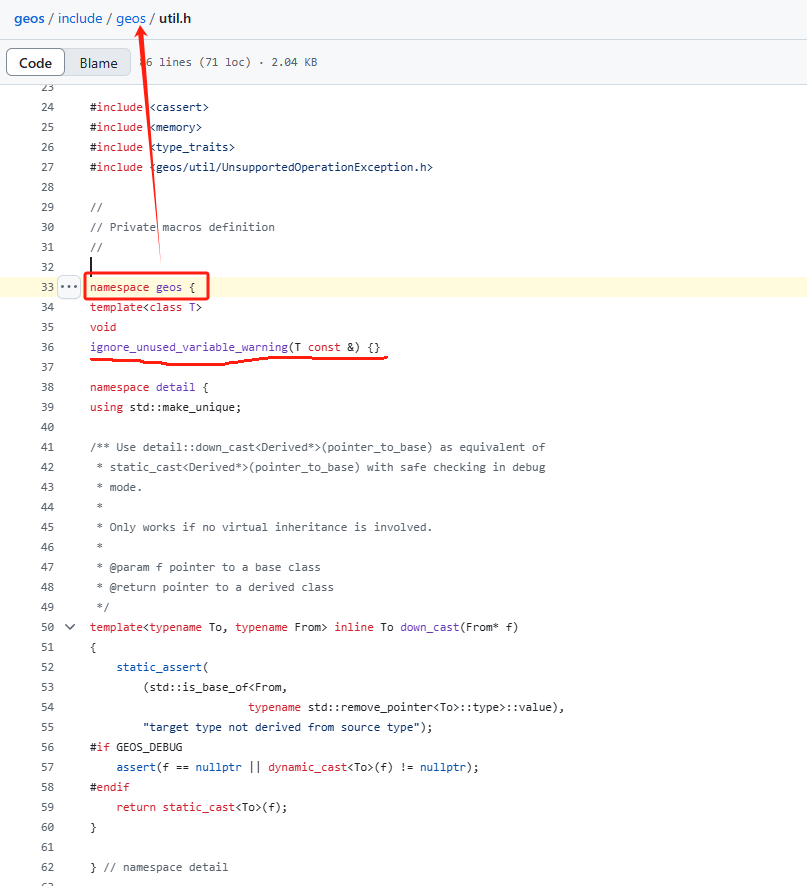 geos / include / geos / util.h
Code Blame 86 lines (71 loc) · 2.04 KB
23
24 #include <cassert>
25 #include <memory>
26 #include <type_traits>
27 #include <geos/util/UnsupportedOperationException.h>
28
29 //
30 // Private macros definition
31 //
32
33 namespace geos {
34 template<class T>
35 void
36 ignore_unused_variable_warning(T const &) {}
37
38 namespace detail {
39 using std::make_unique;
40
41 /** Use detail::down_cast<Derived*>(pointer_to_base) as equivalent of
42 * static_cast<Derived*>(pointer_to_base) with safe checking in debug
43 * mode.
44 *
45 * Only works if no virtual inheritance is involved.
46 *
47 * @param f pointer to a base class
48 * @return pointer to a derived class
49 */
50 template<typename To, typename From> inline To down_cast(From* f)
51 {
52 static_assert(
53 (std::is_base_of<From,
54 typename std::remove_pointer<To>::type>::value),
55 "target type not derived from source type");
56 #if GEOS_DEBUG
57 assert(f == nullptr || dynamic_cast<To>(f) != nullptr);
58 #endif
59 return static_cast<To>(f);
60 }
61
62 } // namespace detail
63